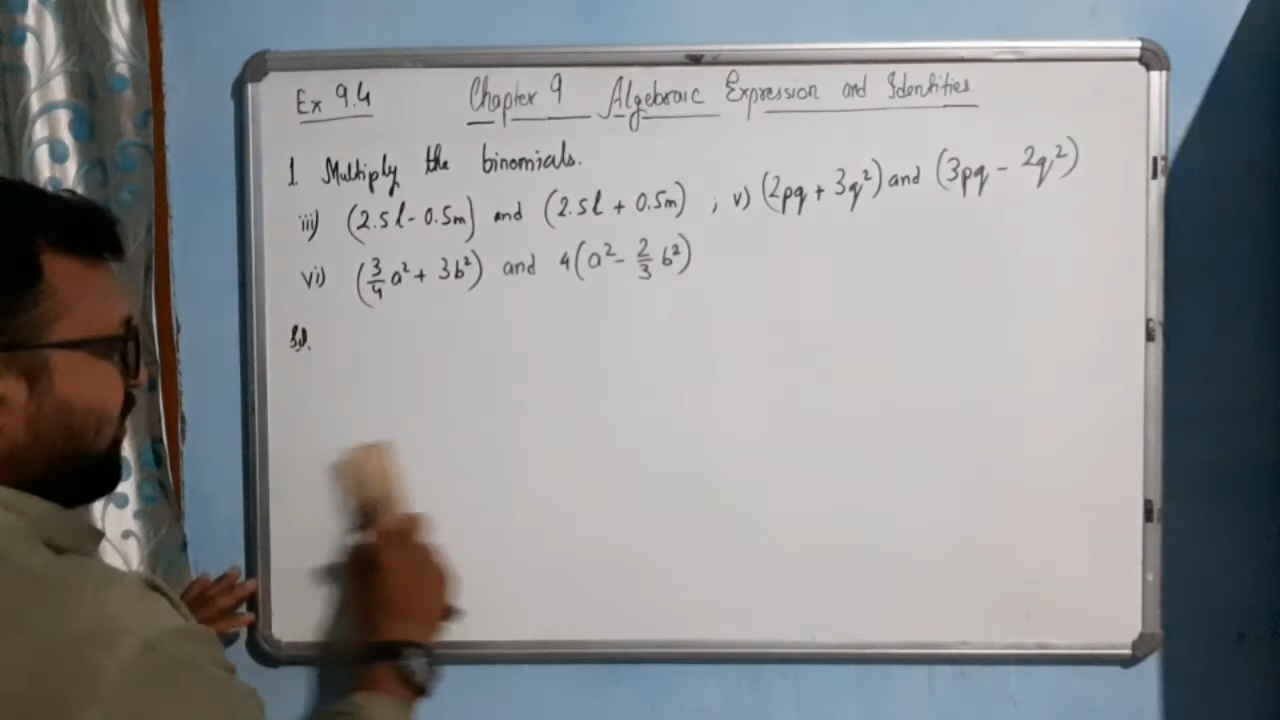 Ex 9.4 Chapter 9 Algebraic Expression and Identities
1. Multiply the binomials.
iii) (2.5l - 0.5m) and (2.5l + 0.5m) ; v) (2pq + 3q²) and (3pq - 2q²)
vi) (3/4 a² + 3b²) and 4(a² - 2/3 b²)
Sol.